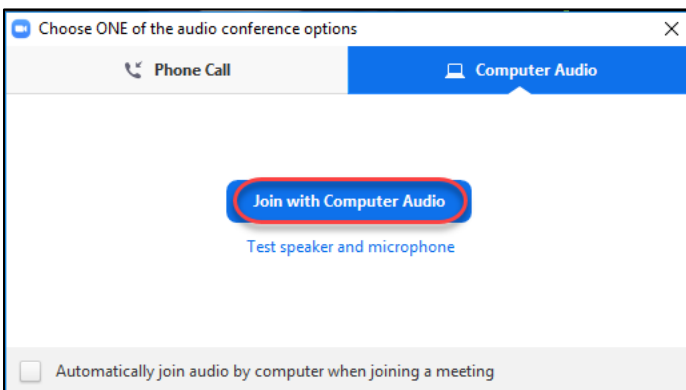 Choose ONE of the audio conference options
Phone Call
Computer Audio
Join with Computer Audio
Test speaker and microphone
Automatically join audio by computer when joining a meeting